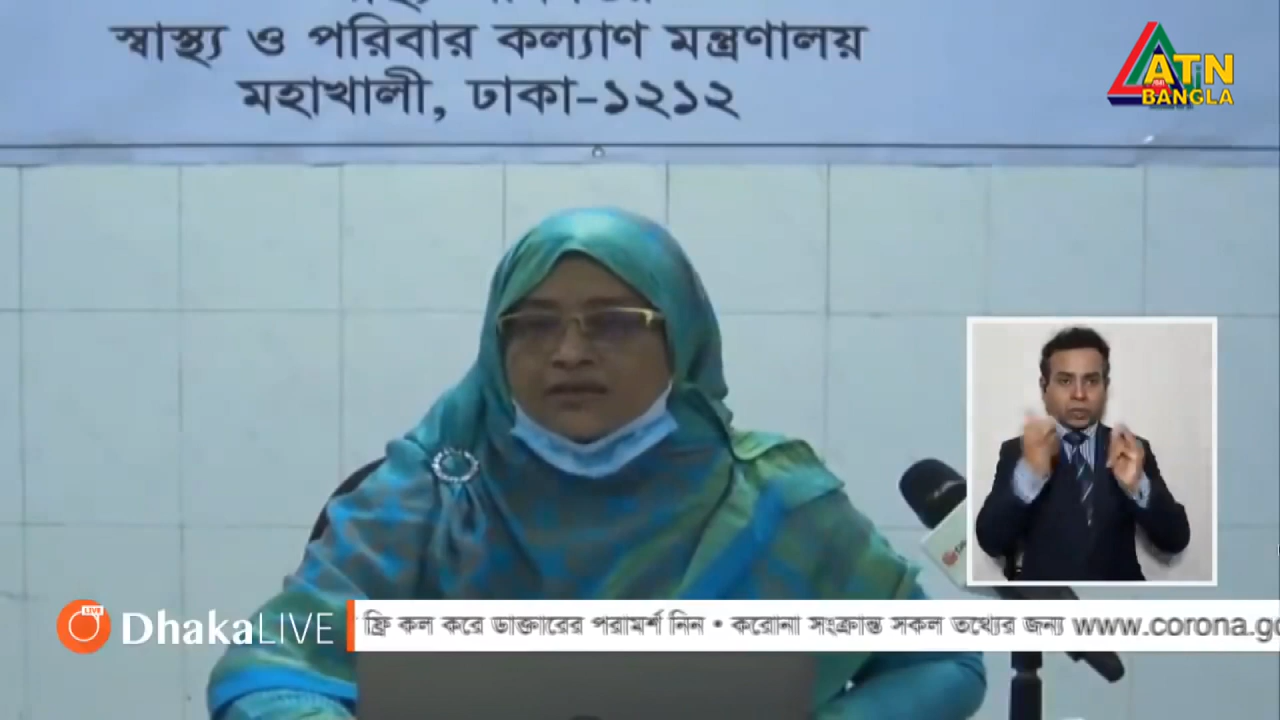 স্বাস্থ্য ও পরিবার কল্যাণ মন্ত্রণালয়
মহাখালী, ঢাকা-১২১২
ATN
BANGLA
LIVE
DhakaLIVE
ফ্রি কল করে ডাক্তারের পরামর্শ নিন • করোনা সংক্রান্ত সকল তথ্যের জন্য www.corona.go